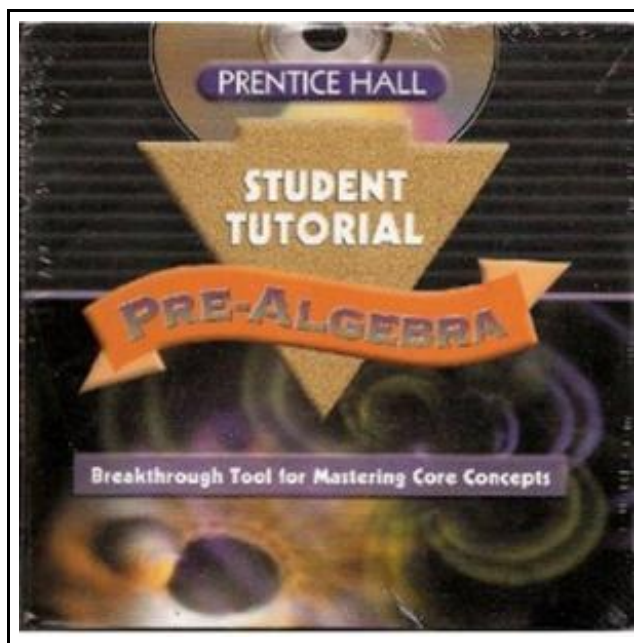 PRENTICE HALL
STUDENT
TUTORIAL
PRE-ALGEBRA
Breakthrough Tool for Mastering Core Concepts